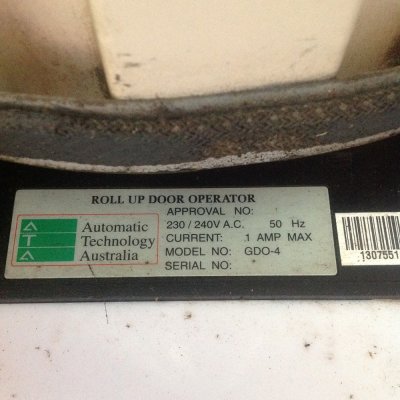 ROLL UP DOOR OPERATOR
APPROVAL NO:
230 / 240V A.C. 50 Hz
CURRENT: 1 AMP MAX
MODEL NO: GDO-4
SERIAL NO:
ATA
Automatic
Technology
Australia
1307551